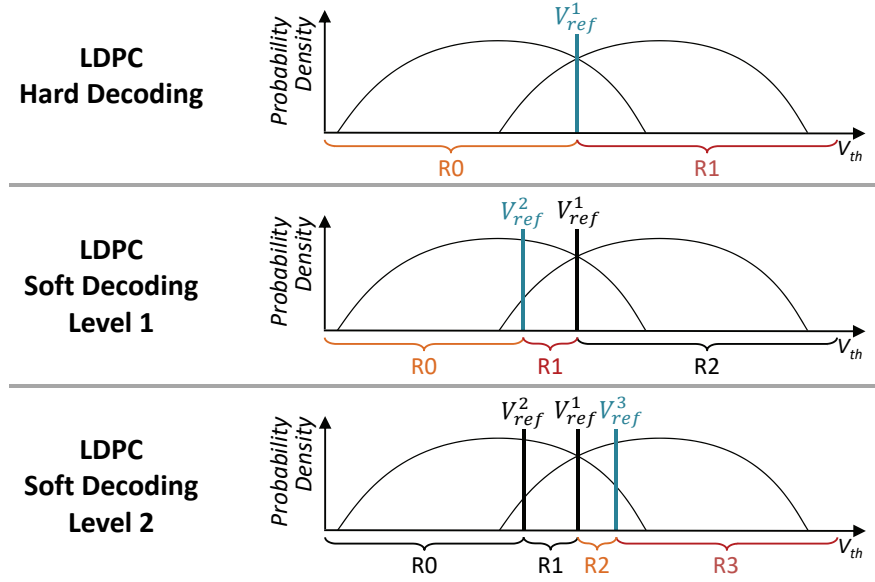 LDPC
Hard Decoding
Probability
Density
V¹ref
R0
R1
Vth
LDPC
Soft Decoding
Level 1
Probability
Density
V²ref
V¹ref
R0
R1
R2
Vth
LDPC
Soft Decoding
Level 2
Probability
Density
V²ref
V¹ref
V³ref
R0
R1
R2
R3
Vth